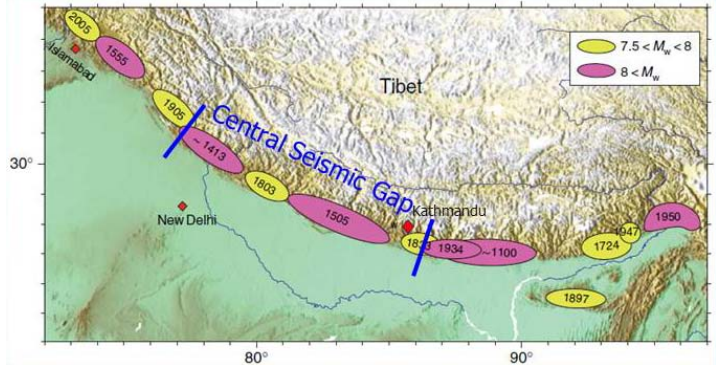 2005
Islamabad
1555
1905
~1413
Central Seismic Gap
Tibet
7.5 < Mw < 8
8 < Mw
30°
New Delhi
1803
1505
Kathmandu
1833
1934
~1100
1724
1947
1950
1897
80°
90°